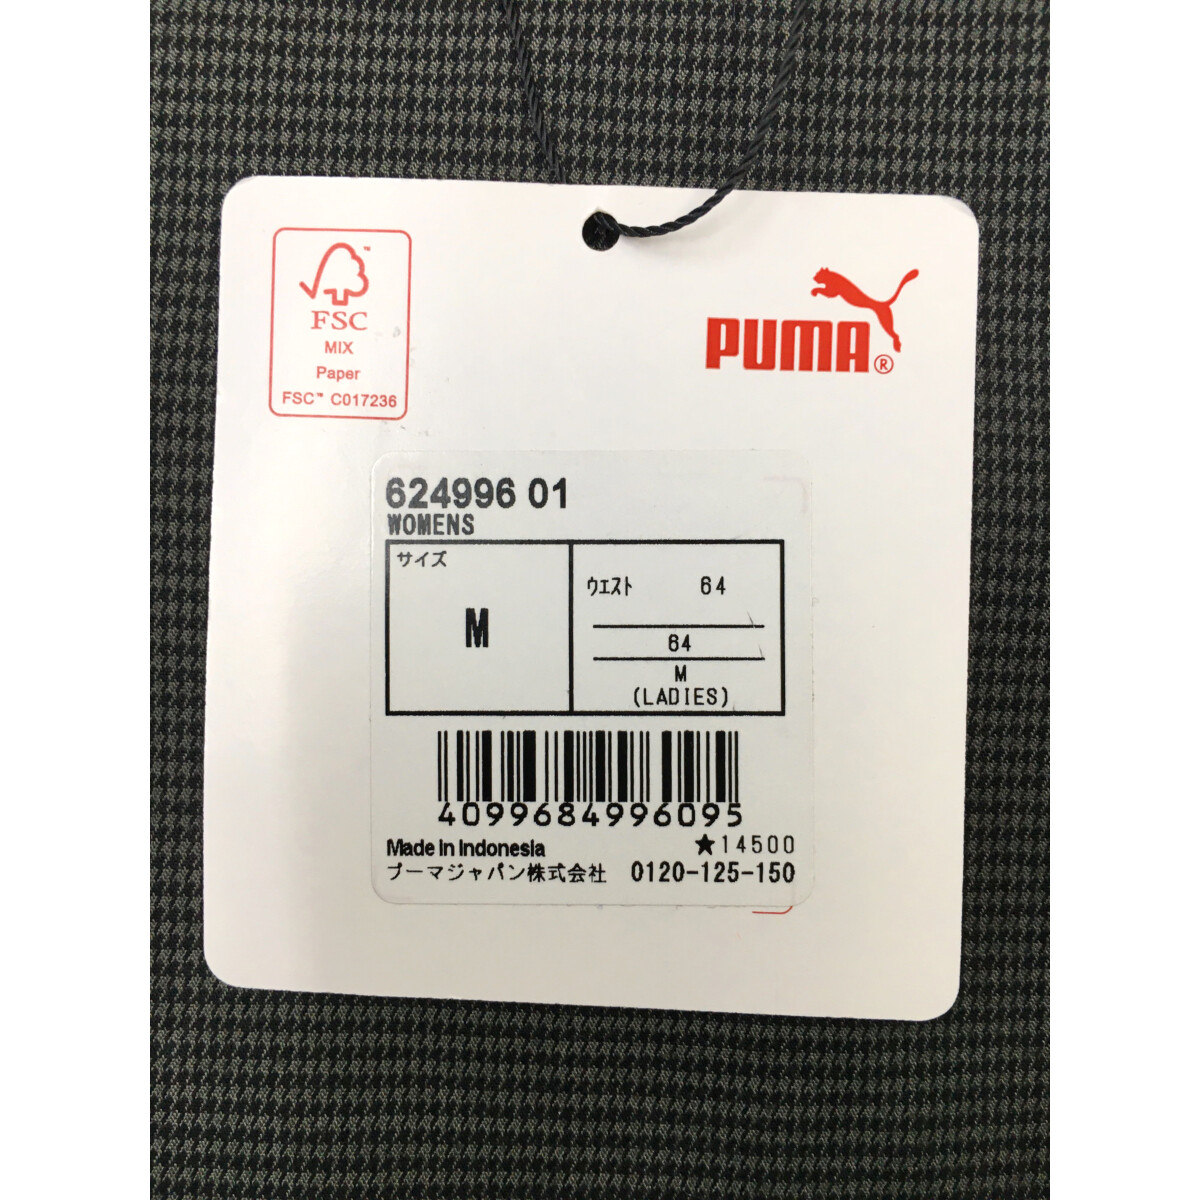 FSC™
MIX
Paper
FSC™ C017236
PUMA®
624996 01
WOMENS
サイズ
M
ウエスト 64
64
M
(LADIES)
4099684996095
Made in Indonesia
★14500
プーマジャパン株式会社 0120-125-150